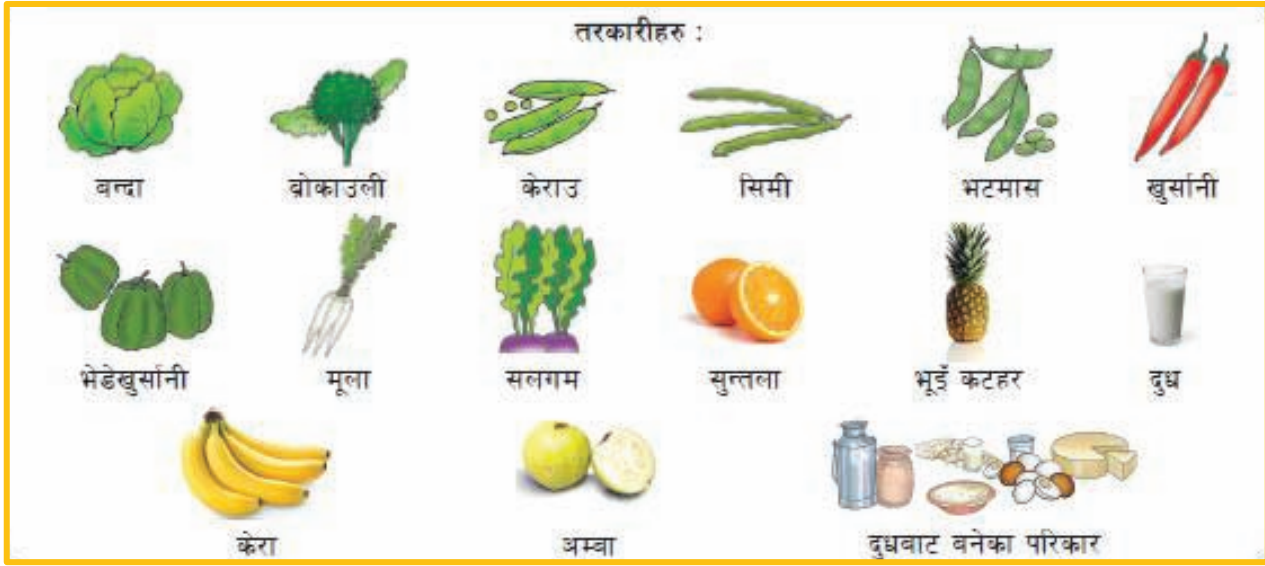 तरकारीहरु :
बन्दा ब्रोकाउली केराउ सिमी भटमास खुर्सानी
भेडेखुर्सानी मूला सलगम सुन्तला भूइँ कटहर दुध
केरा अम्बा दुधबाट बनेका परिकार